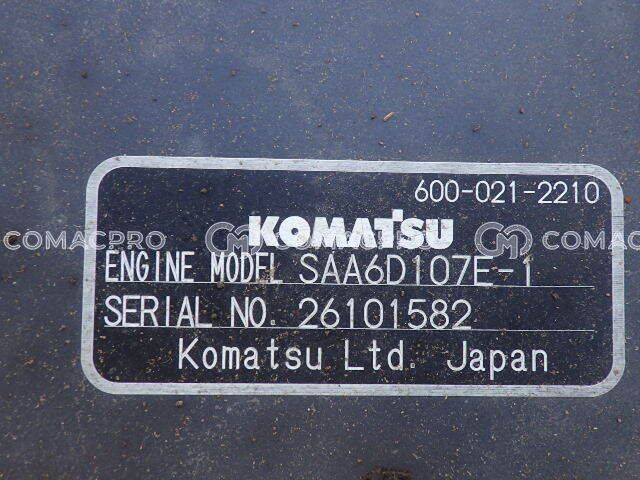 600-021-2210
KOMATSU
COMACPRO
COMACPRO
ENGINE MODEL SAA6D107E-1
SERIAL NO. 26101582
Komatsu Ltd. Japan